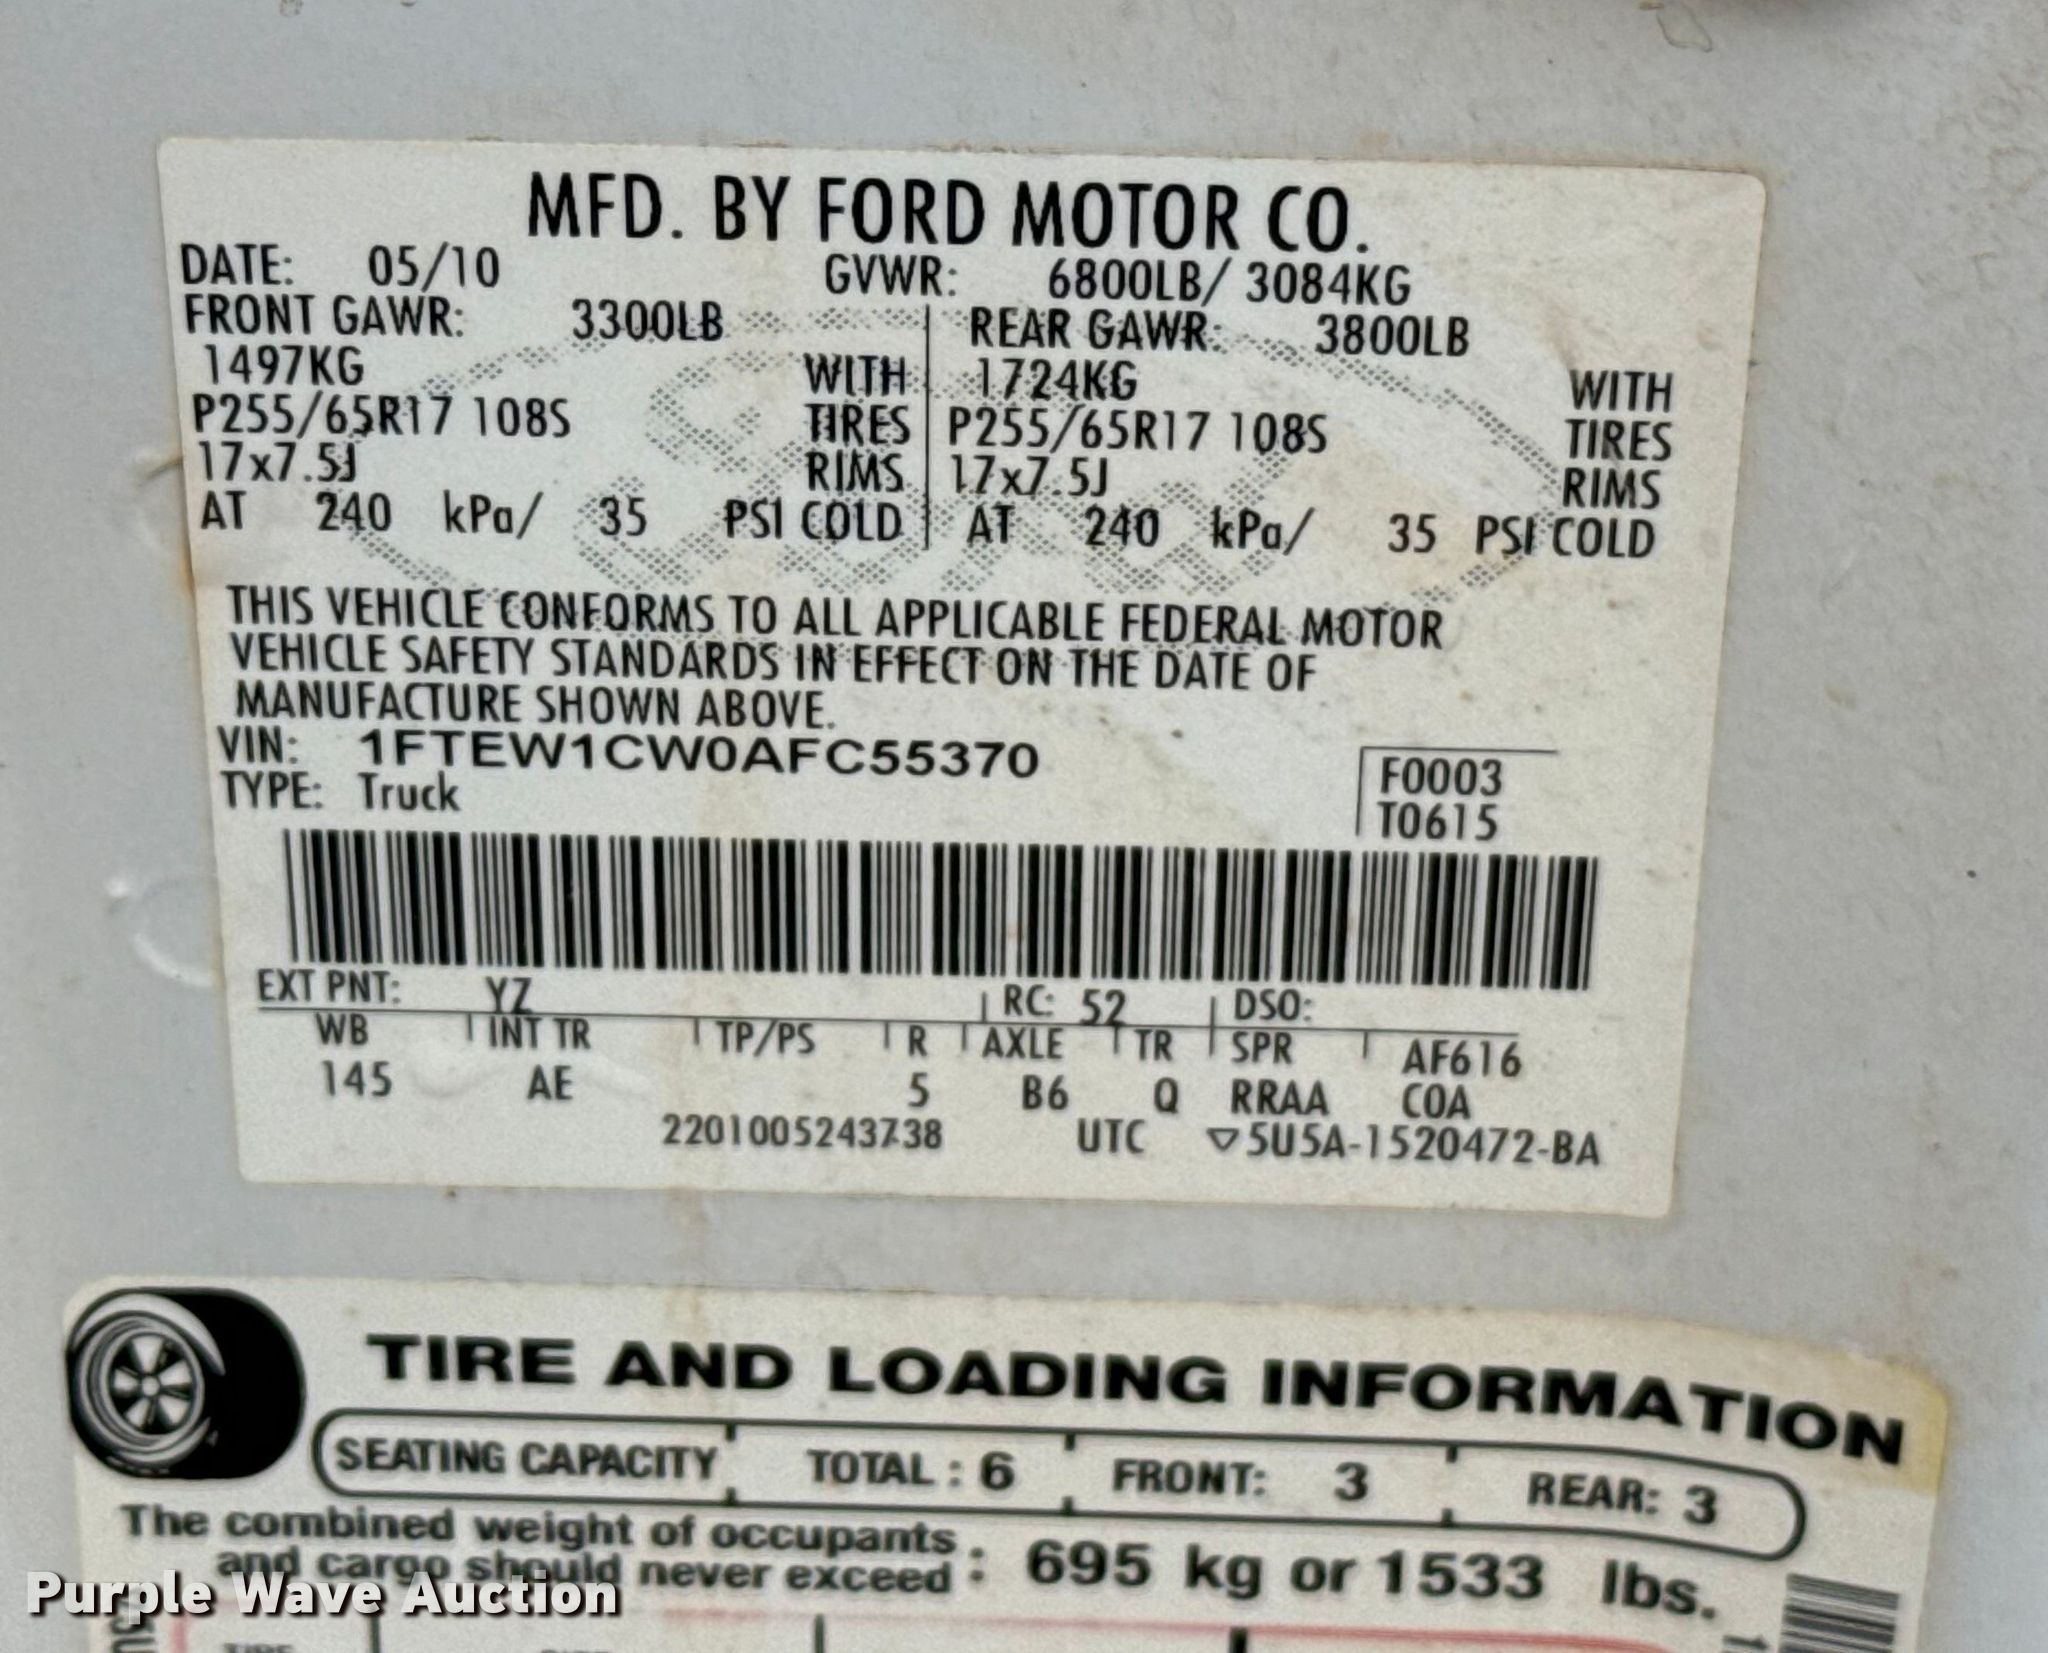 MFD. BY FORD MOTOR CO.
DATE: 05/10 GVWR: 6800LB/ 3084KG
FRONT GAWR: 3300LB REAR GAWR: 3800LB
1497KG WITH 1724KG WITH
P255/65R17 108S TIRES P255/65R17 108S TIRES
17x7.5J RIMS 17x7.5J RIMS
AT 240 kPa/ 35 PSI COLD AT 240 kPa/ 35 PSI COLD
THIS VEHICLE CONFORMS TO ALL APPLICABLE FEDERAL MOTOR
VEHICLE SAFETY STANDARDS IN EFFECT ON THE DATE OF
MANUFACTURE SHOWN ABOVE.
VIN: 1FTEW1CW0AFC55370
TYPE: Truck
F0003
T0615
EXT PNT: YZ RC: 52 DSO:
WB INT TR TP/PS R AXLE TR SPR AF616
145 AE 5 B6 Q RRAA COA
2201005243738 UTC ▽5U5A-1520472-BA
TIRE AND LOADING INFORMATION
SEATING CAPACITY TOTAL : 6 FRONT: 3 REAR: 3
The combined weight of occupants
and cargo should never exceed : 695 kg or 1533 lbs.
Purple Wave Auction